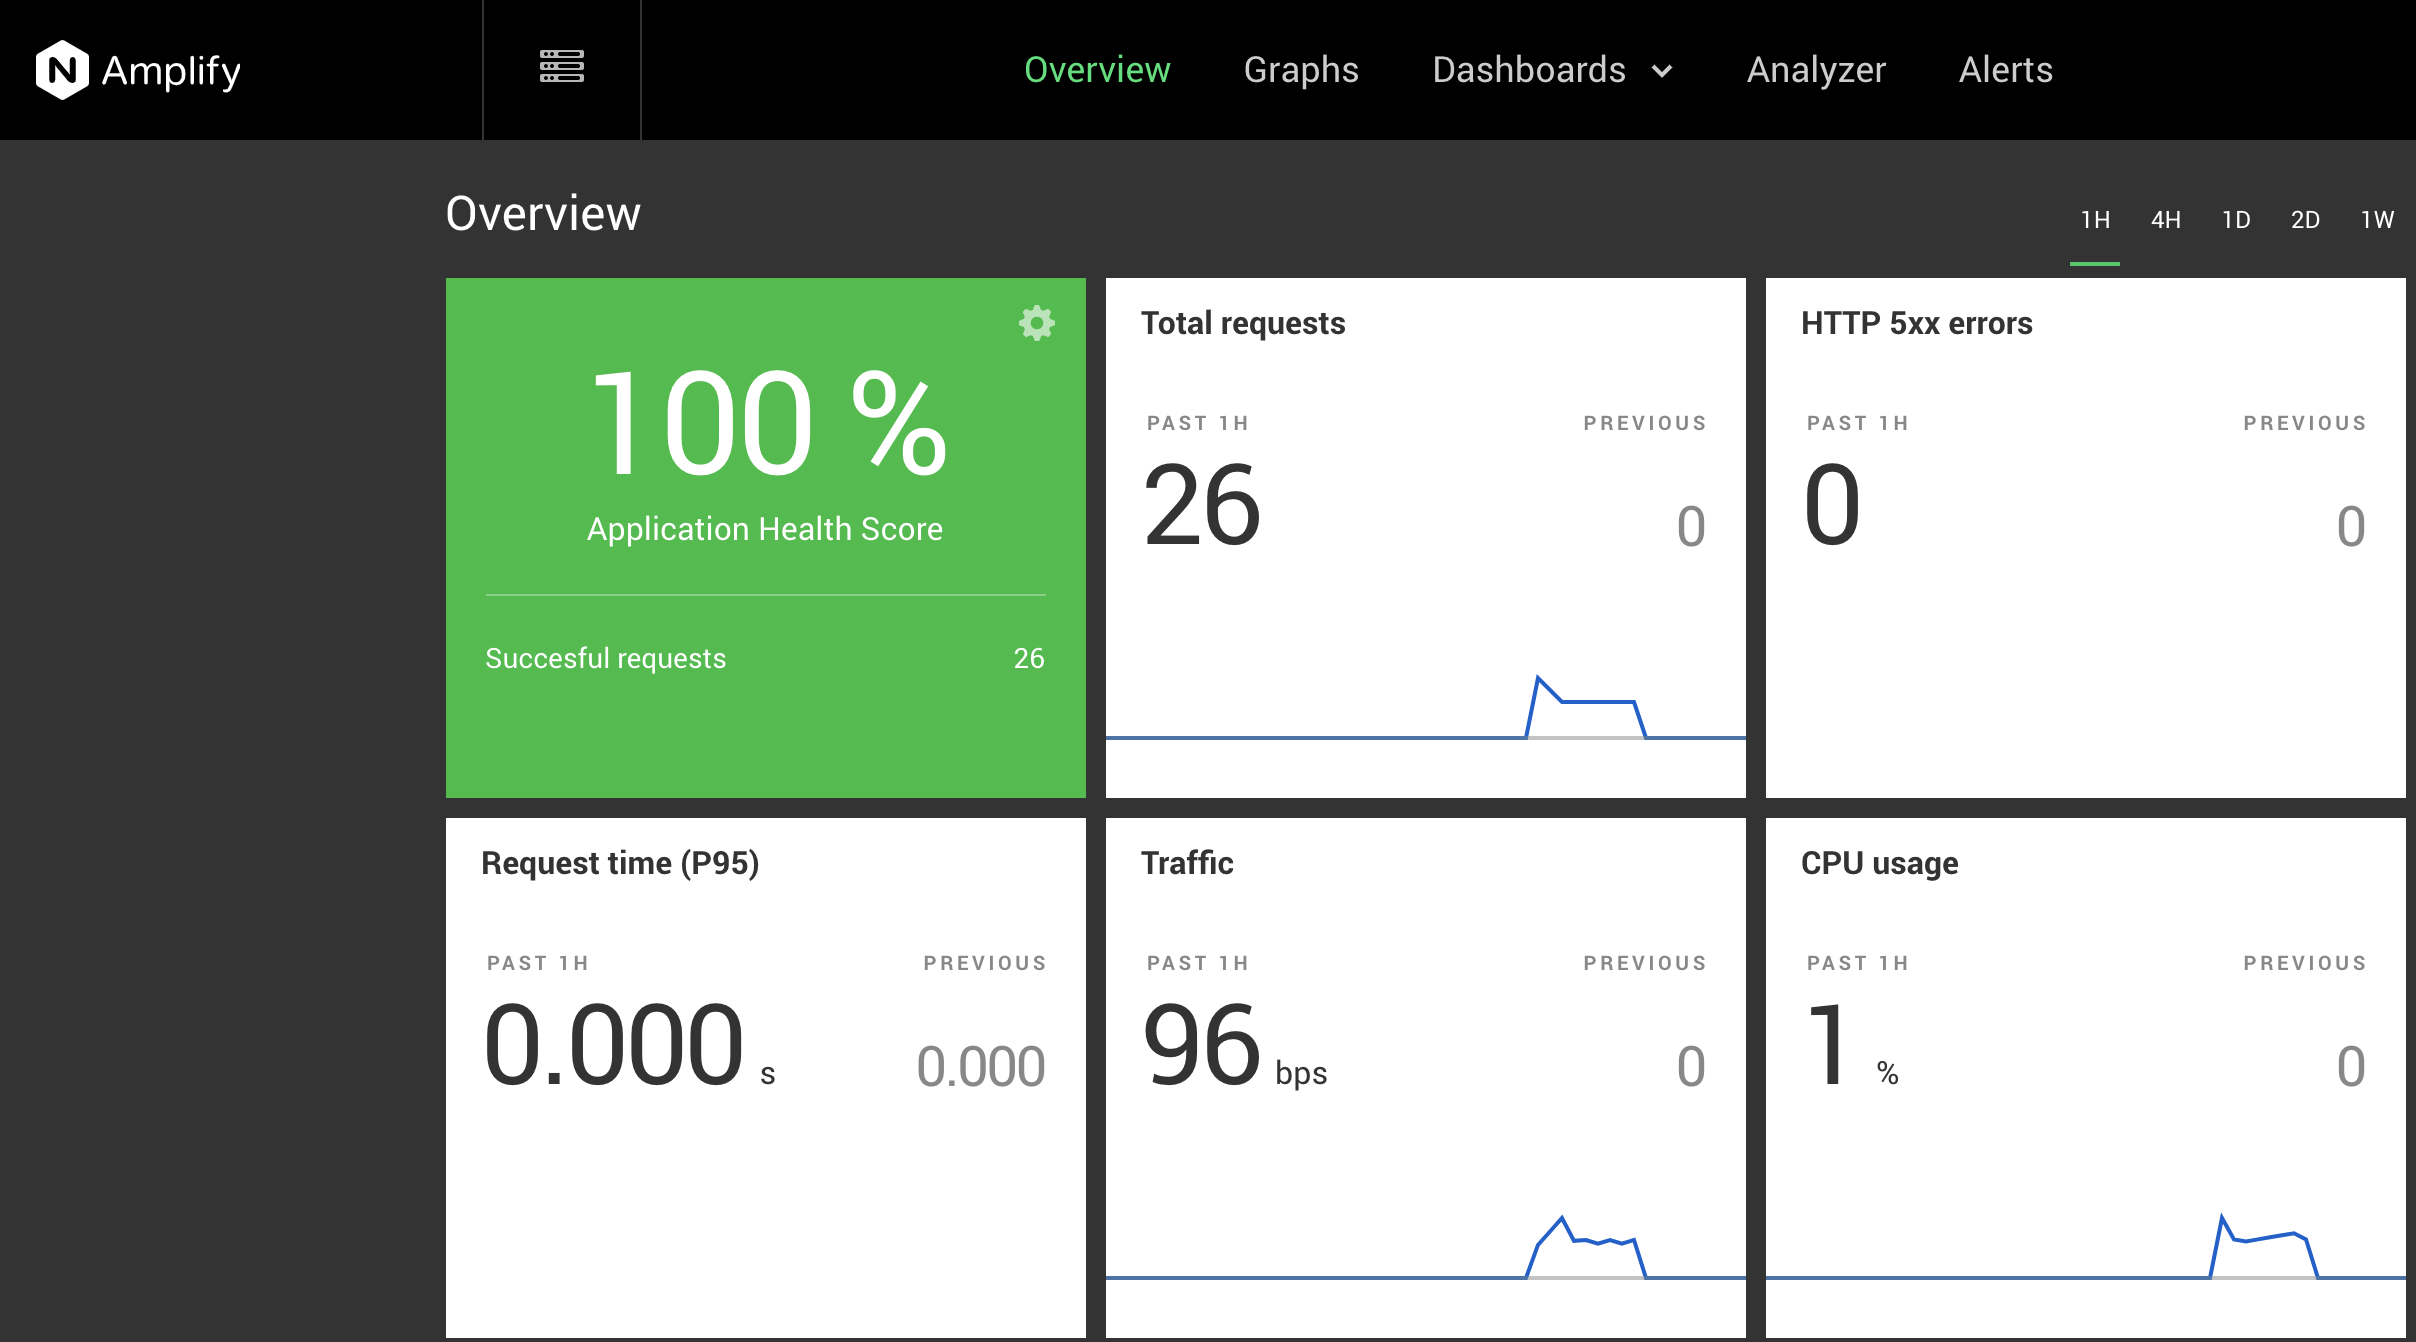 N Amplify
Overview Graphs Dashboards Analyzer Alerts
Overview
1H 4H 1D 2D 1W
100 %
Application Health Score
Succesful requests 26
Total requests
PAST 1H PREVIOUS
26 0
HTTP 5xx errors
PAST 1H PREVIOUS
0 0
Request time (P95)
PAST 1H PREVIOUS
0.000 s 0.000
Traffic
PAST 1H PREVIOUS
96 bps 0
CPU usage
PAST 1H PREVIOUS
1 % 0